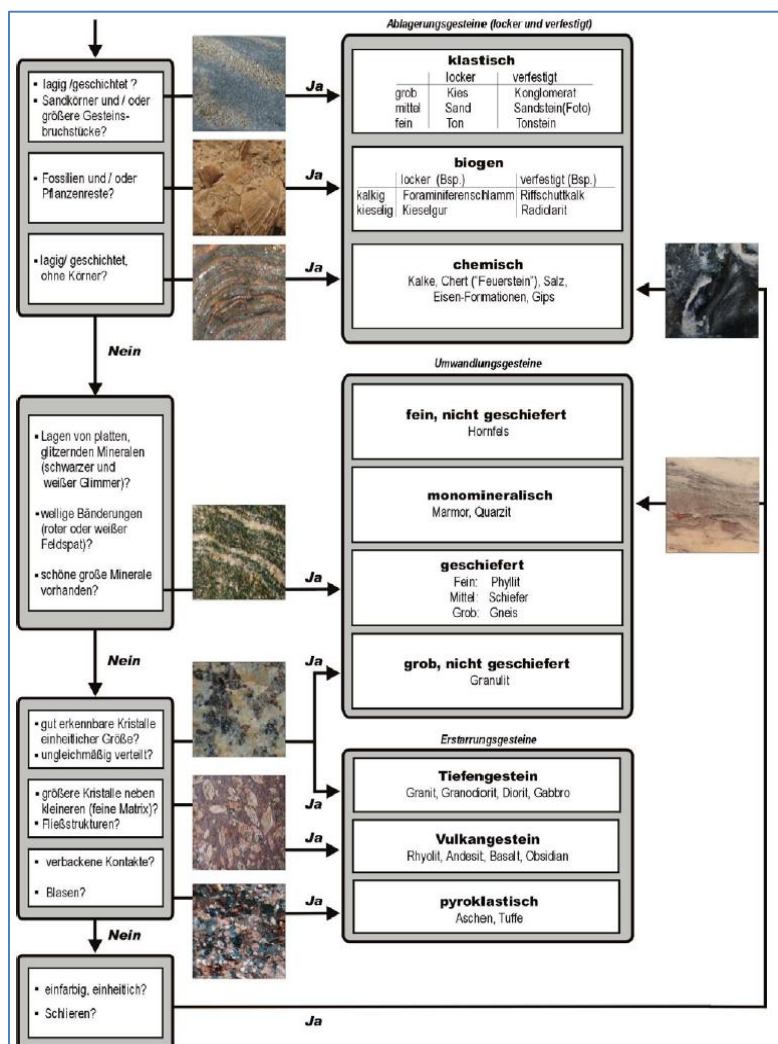 Ablagerungsgesteine (locker und verfestigt)
▪ lagig /geschichtet ?
▪ Sandkörner und / oder
größere Gesteins-
bruchstücke?
Ja
klastisch
locker verfestigt
grob Kies Konglomerat
mittel Sand Sandstein(Foto)
fein Ton Tonstein
▪ Fossilien und / oder
Pflanzenreste?
Ja
biogen
locker (Bsp.) verfestigt (Bsp.)
kalkig Foraminiferenschlamm Riffschuttkalk
kieselig Kieselgur Radiolarit
▪ lagig/ geschichtet,
ohne Körner?
Ja
chemisch
Kalke, Chert ("Feuerstein"), Salz,
Eisen-Formationen, Gips
Nein
Umwandlungsgesteine
▪ Lagen von platten,
glitzernden Mineralen
(schwarzer und
weißer Glimmer)?
▪ wellige Bänderungen
(roter oder weißer
Feldspat)?
▪ schöne große Minerale
vorhanden?
Ja
fein, nicht geschiefert
Hornfels
monomineralisch
Marmor, Quarzit
geschiefert
Fein: Phyllit
Mittel: Schiefer
Grob: Gneis
grob, nicht geschiefert
Granulit
Nein
▪ gut erkennbare Kristalle
einheitlicher Größe?
▪ ungleichmäßig verteilt?
Ja
Ja
Erstarrungsgesteine
Tiefengestein
Granit, Granodiorit, Diorit, Gabbro
▪ größere Kristalle neben
kleineren (feine Matrix)?
▪ Fließstrukturen?
Ja
Vulkangestein
Rhyolit, Andesit, Basalt, Obsidian
▪ verbackene Kontakte?
▪ Blasen?
Ja
pyroklastisch
Aschen, Tuffe
Nein
▪ einfarbig, einheitlich?
▪ Schlieren?
Ja